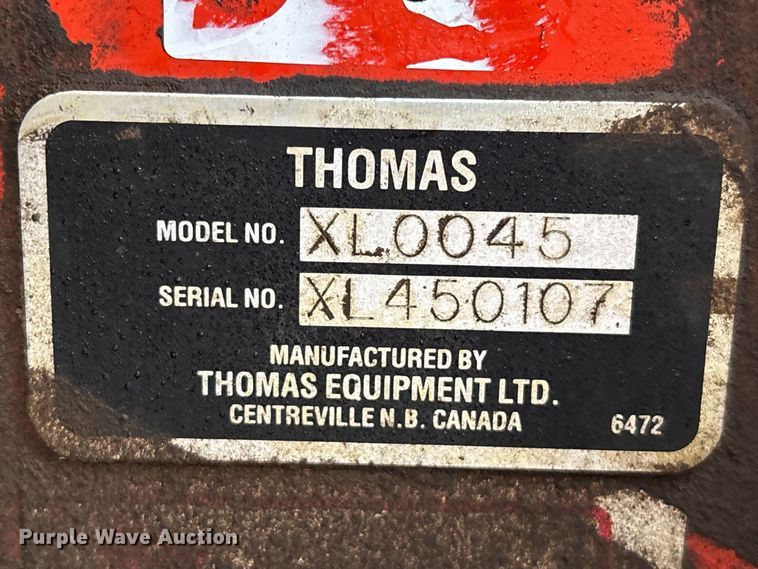 THOMAS
MODEL NO. XL0045
SERIAL NO. XL450107
MANUFACTURED BY
THOMAS EQUIPMENT LTD.
CENTREVILLE N.B. CANADA 6472
Purple Wave Auction